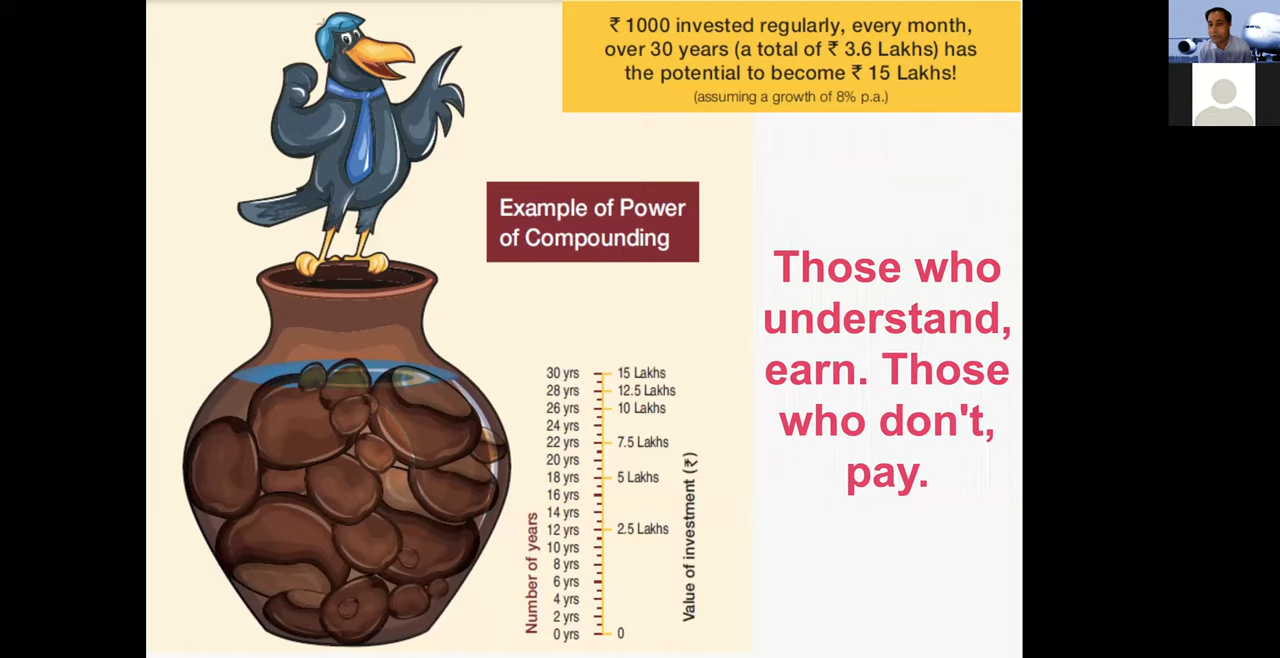 ₹ 1000 invested regularly, every month,
over 30 years (a total of ₹ 3.6 Lakhs) has
the potential to become ₹ 15 Lakhs!
(assuming a growth of 8% p.a.)
Example of Power
of Compounding
Those who
understand,
earn. Those
who don't,
pay.
30 yrs 15 Lakhs
28 yrs 12.5 Lakhs
26 yrs 10 Lakhs
24 yrs
22 yrs 7.5 Lakhs
20 yrs
18 yrs 5 Lakhs
16 yrs
14 yrs
12 yrs 2.5 Lakhs
10 yrs
8 yrs
6 yrs
4 yrs
2 yrs
0 yrs 0
Number of years
Value of investment (₹)